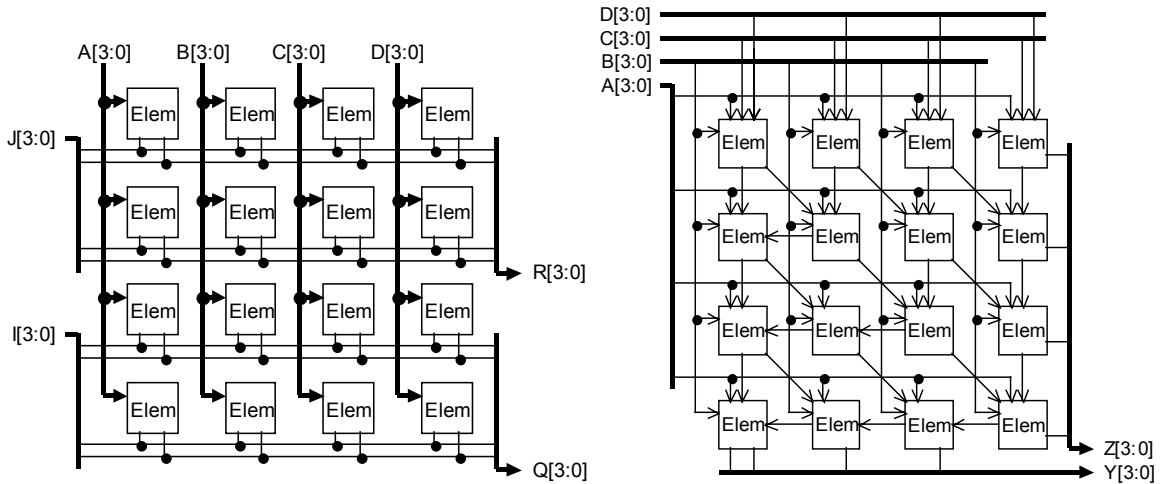 A[3:0] B[3:0] C[3:0] D[3:0]
Elem Elem Elem Elem
J[3:0]
Elem Elem Elem Elem
R[3:0]
Elem Elem Elem Elem
I[3:0]
Elem Elem Elem Elem
Q[3:0]
D[3:0]
C[3:0]
B[3:0]
A[3:0]
Elem Elem Elem Elem
Elem Elem Elem Elem
Elem Elem Elem Elem
Elem Elem Elem Elem
Z[3:0]
Y[3:0]